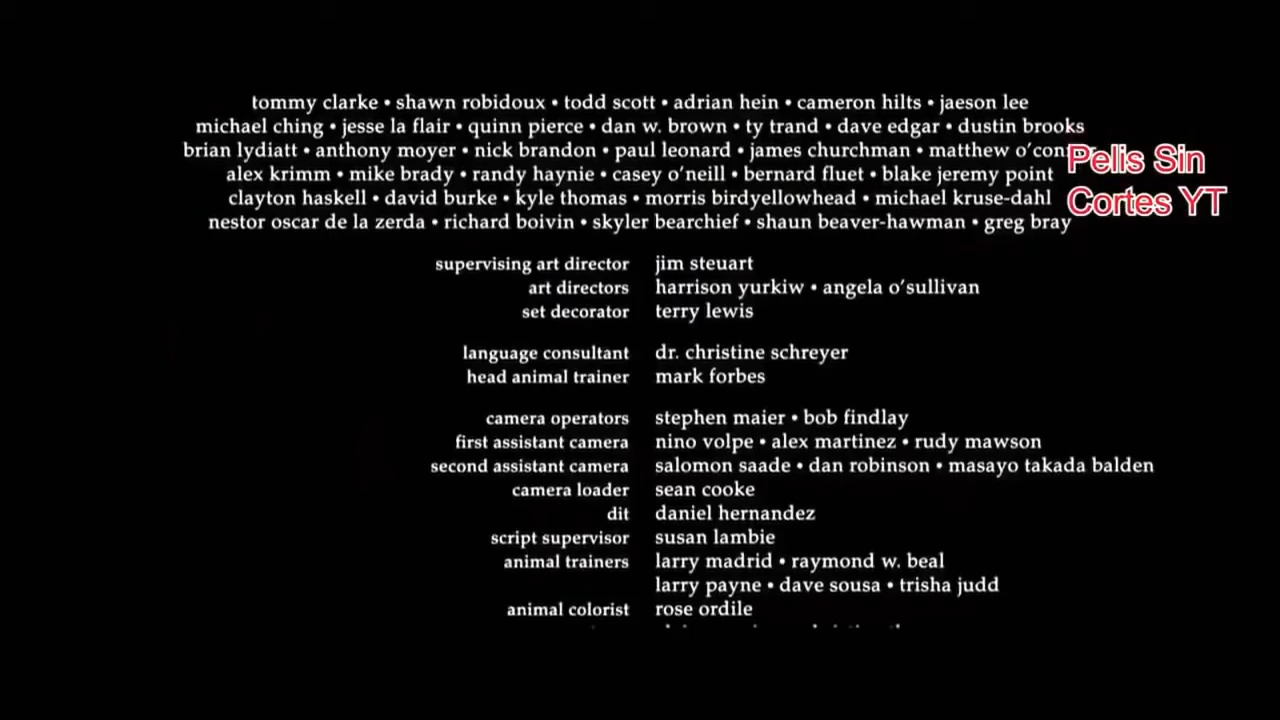 tommy clarke • shawn robidoux • todd scott • adrian hein • cameron hilts • jaeson lee
michael ching • jesse la flair • quinn pierce • dan w. brown • ty trand • dave edgar • dustin brooks
brian lydiatt • anthony moyer • nick brandon • paul leonard • james churchman • matthew
Pelis Sin
alex krimm • mike brady • randy haynie • casey o'neill • bernard fluet • blake jeremy point
clayton haskell • david burke • kyle thomas • morris birdyellowhead • michael kruse-dahl
Cortes YT
nestor oscar de la zerda • richard boivin • skyler bearchief • shaun beaver-hawman • greg bray
supervising art director jim steuart
art directors harrison yurkiw • angela o'sullivan
set decorator terry lewis
language consultant dr. christine schreyer
head animal trainer mark forbes
camera operators stephen maier • bob findlay
first assistant camera nino volpe • alex martinez • rudy mawson
second assistant camera salomon saade • dan robinson • masayo takada balden
camera loader sean cooke
dit daniel hernandez
script supervisor susan lambie
animal trainers larry madrid • raymond w. beal
larry payne • dave sousa • trisha judd
animal colorist rose ordile